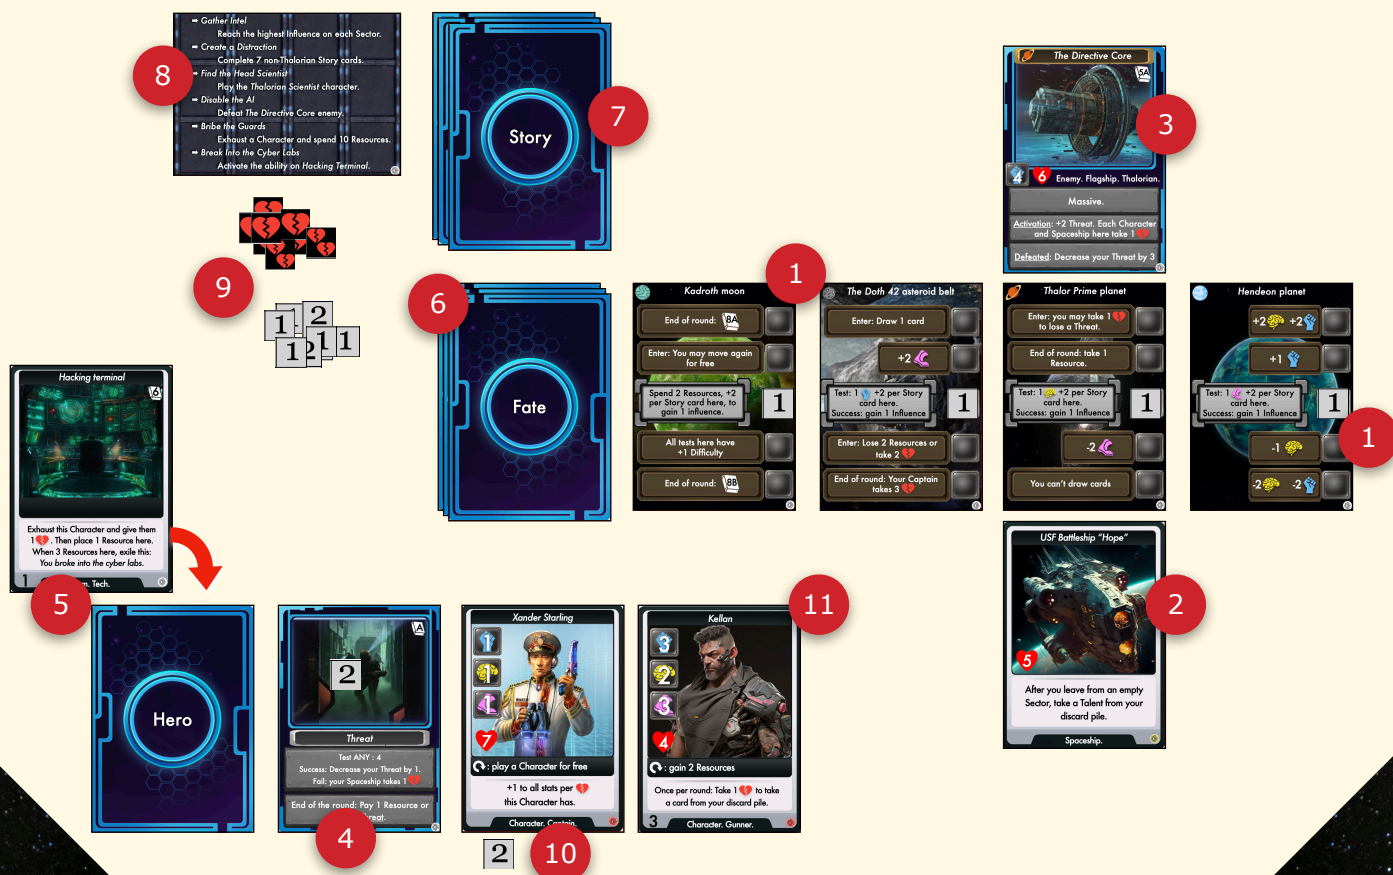 ➡ Gather Intel
Reach the highest Influence on each Sector.
➡ Create a Distraction
Complete 7 non-Thalorian Story cards.
➡ Find the Head Scientist
Play the Thalorian Scientist character.
➡ Disable the AI
Defeat The Directive Core enemy.
➡ Bribe the Guards
Exhaust a Character and spend 10 Resources.
➡ Break Into the Cyber Labs
Activate the ability on Hacking Terminal.
8
Story
7
The Directive Core
5A
3
4 6 Enemy. Flagship. Thalorian.
Massive.
Activation: +2 Threat. Each Character
and Spaceship here take 1
Defeated: Decrease your Threat by 3
9
1 2
1 2 1 1
6
Fate
1
Kadroth moon
End of round: 8A
Enter: You may move again
for free
Spend 2 Resources, +2
per Story card here, to
gain 1 influence.
1
All tests here have
+1 Difficulty
End of round: 8B
The Doth 42 asteroid belt
Enter: Draw 1 card
+2
Test: 1 +2 per Story
card here.
Success: gain 1 Influence
1
Enter: Lose 2 Resources or
take 2
End of round: Your Captain
takes 3
Thalor Prime planet
Enter: you may take 1
to lose a Threat.
End of round: take 1
Resource.
Test: 1 +2 per Story
card here.
Success: gain 1 Influence
1
-2
You can't draw cards
Hendeon planet
+2 +2
+1
Test: 1 +2 per Story
card here.
Success: gain 1 Influence
1
1
-1
-2 -2
Hacking terminal
6
Exhaust this Character and give them
1 . Then place 1 Resource here.
When 3 Resources here, exile this:
You broke into the cyber labs.
1
Tech.
5
Hero
A
2
Threat
Test ANY : 4
Success: Decrease your Threat by 1.
Fail: your Spaceship takes 1
End of the round: Pay 1 Resource or
4
Xander Starling
1
1
1
7
: play a Character for free
+1 to all stats per
this Character has.
Character. Captain.
2
10
Kellan
11
3
2
3
4
: gain 2 Resources
Once per round: Take 1 to take
a card from your discard pile.
3
Character. Gunner.
USF Battleship "Hope"
2
5
After you leave from an empty
Sector, take a Talent from your
discard pile.
Spaceship.